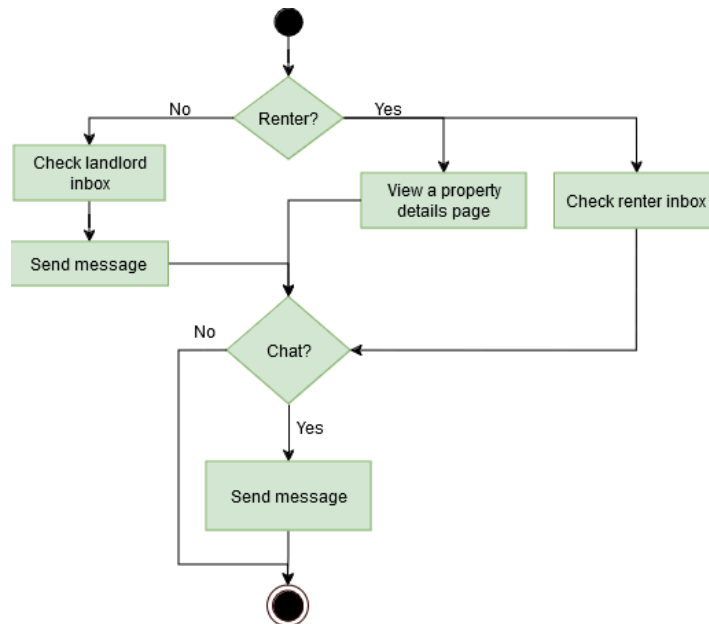 No
Yes
Renter?
Check landlord
inbox
View a property
details page
Check renter inbox
Send message
No
Chat?
Yes
Send message